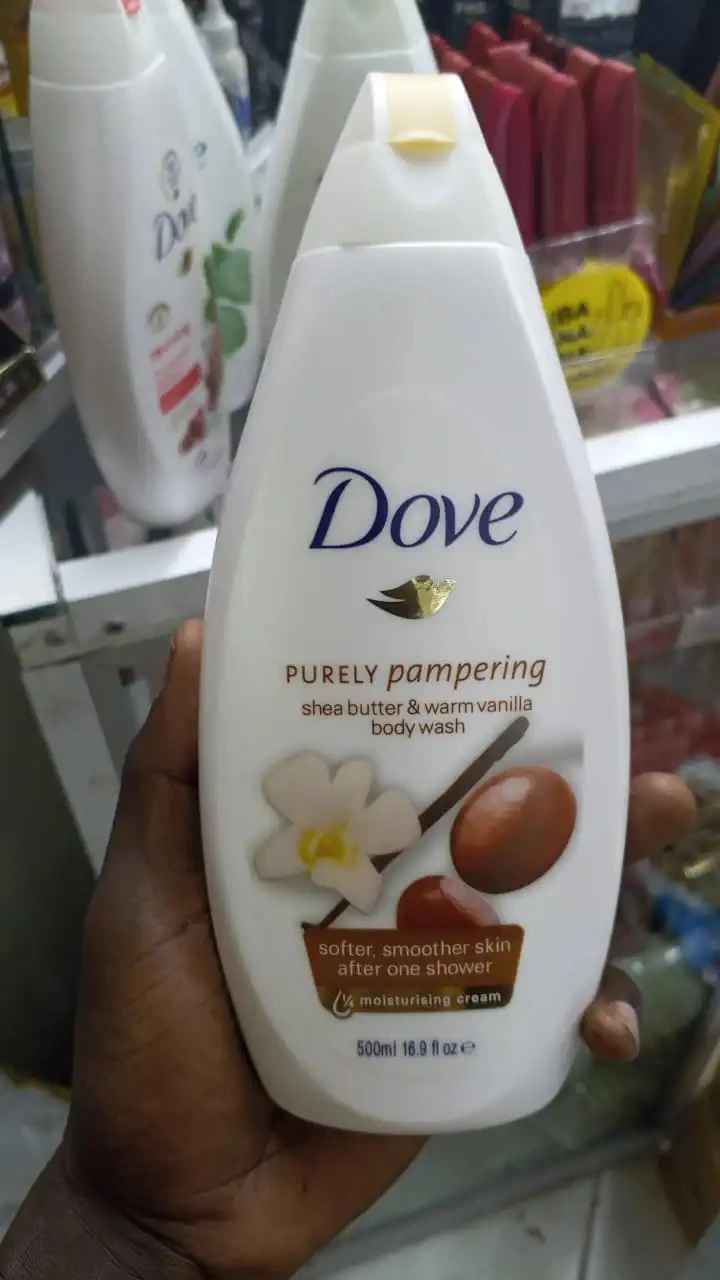 Dove
Dove
PURELY pampering
shea butter & warm vanilla
body wash
softer, smoother skin
after one shower
¼ moisturising cream
500ml 16.9 fl oz ℮